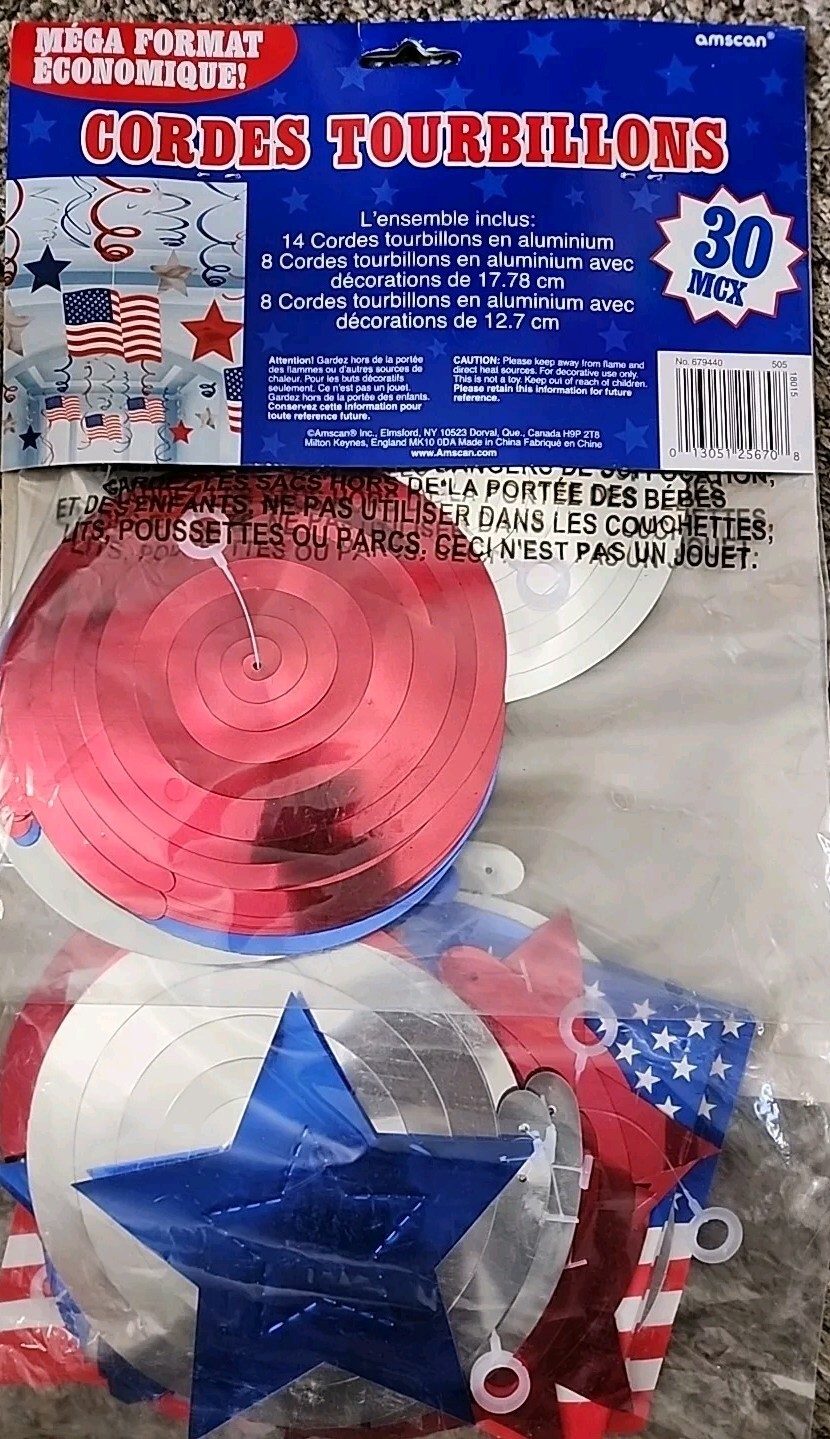 MÉGA FORMAT
ÉCONOMIQUE!
amscan®
CORDES TOURBILLONS
L'ensemble inclus:
14 Cordes tourbillons en aluminium
8 Cordes tourbillons en aluminium avec
décorations de 17.78 cm
8 Cordes tourbillons en aluminium avec
décorations de 12.7 cm
30
MCX
Attention! Gardez hors de la portée
des flammes ou d'autres sources de
chaleur. Pour les buts décoratifs
seulement. Ce n'est pas un jouet.
Gardez hors de la portée des enfants.
Conservez cette information pour
toute reference future.
CAUTION: Please keep away from flame and
direct heat sources. For decorative use only.
This is not a toy. Keep out of reach of children.
Please retain this information for future
reference.
©Amscan® Inc., Elmsford, NY 10523 Dorval, Que., Canada H9P 2T8
Milton Keynes, England MK10 0DA Made in China Fabriqué en Chine
www.Amscan.com
No. 679440 505
18015
0 13051 25670 8
DE SUFFOCATION,
GARDEZ LES SACS HORS DE LA PORTÉE DES BÉBÉS
ET DES ENFANTS. NE PAS UTILISER DANS LES COUCHETTES,
LITS, POUSSETTES OU PARCS. CECI N'EST PAS UN JOUET.